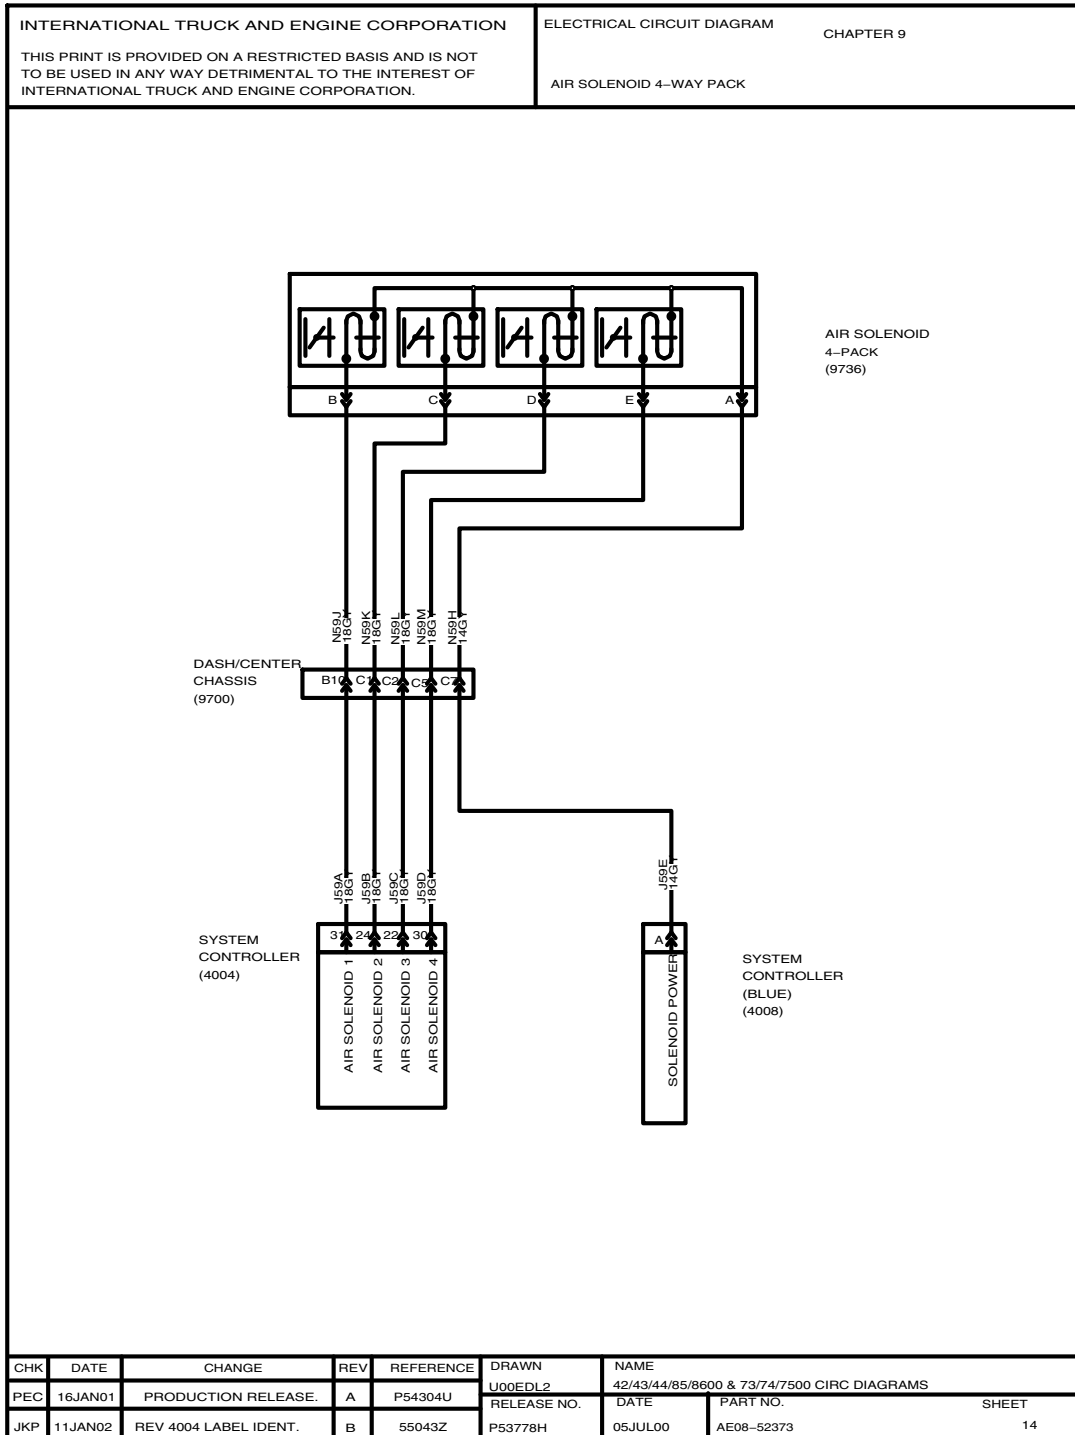 INTERNATIONAL TRUCK AND ENGINE CORPORATION
THIS PRINT IS PROVIDED ON A RESTRICTED BASIS AND IS NOT
TO BE USED IN ANY WAY DETRIMENTAL TO THE INTEREST OF
INTERNATIONAL TRUCK AND ENGINE CORPORATION.
ELECTRICAL CIRCUIT DIAGRAM
CHAPTER 9
AIR SOLENOID 4–WAY PACK
AIR SOLENOID
4–PACK
(9736)
B C D E A
N59J 18GY
N59K 18GY
N59L 18GY
N59M 18GY
N59H 14GY
DASH/CENTER
CHASSIS
(9700)
B10 C1 C2 C5 C7
J59A 18GY
J59B 18GY
J59C 18GY
J59D 18GY
J59E 14GY
SYSTEM
CONTROLLER
(4004)
31 24 22 30
AIR SOLENOID 1
AIR SOLENOID 2
AIR SOLENOID 3
AIR SOLENOID 4
A
SOLENOID POWER
SYSTEM
CONTROLLER
(BLUE)
(4008)
CHK DATE CHANGE REV REFERENCE
PEC 16JAN01 PRODUCTION RELEASE. A P54304U
JKP 11JAN02 REV 4004 LABEL IDENT. B 55043Z
DRAWN
U00EDL2
NAME
42/43/44/85/8600 & 73/74/7500 CIRC DIAGRAMS
RELEASE NO.
P53778H
DATE
05JUL00
PART NO.
AE08–52373
SHEET
14